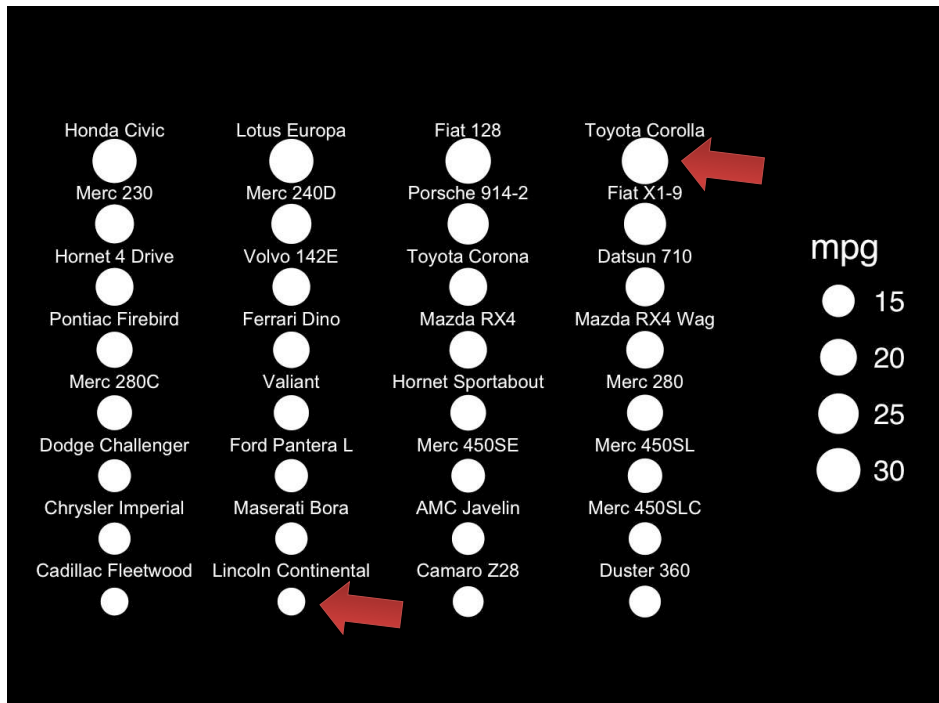 Honda Civic Lotus Europa Fiat 128 Toyota Corolla
Merc 230 Merc 240D Porsche 914-2 Fiat X1-9
Hornet 4 Drive Volvo 142E Toyota Corona Datsun 710
Pontiac Firebird Ferrari Dino Mazda RX4 Mazda RX4 Wag
Merc 280C Valiant Hornet Sportabout Merc 280
Dodge Challenger Ford Pantera L Merc 450SE Merc 450SL
Chrysler Imperial Maserati Bora AMC Javelin Merc 450SLC
Cadillac Fleetwood Lincoln Continental Camaro Z28 Duster 360
mpg
15
20
25
30